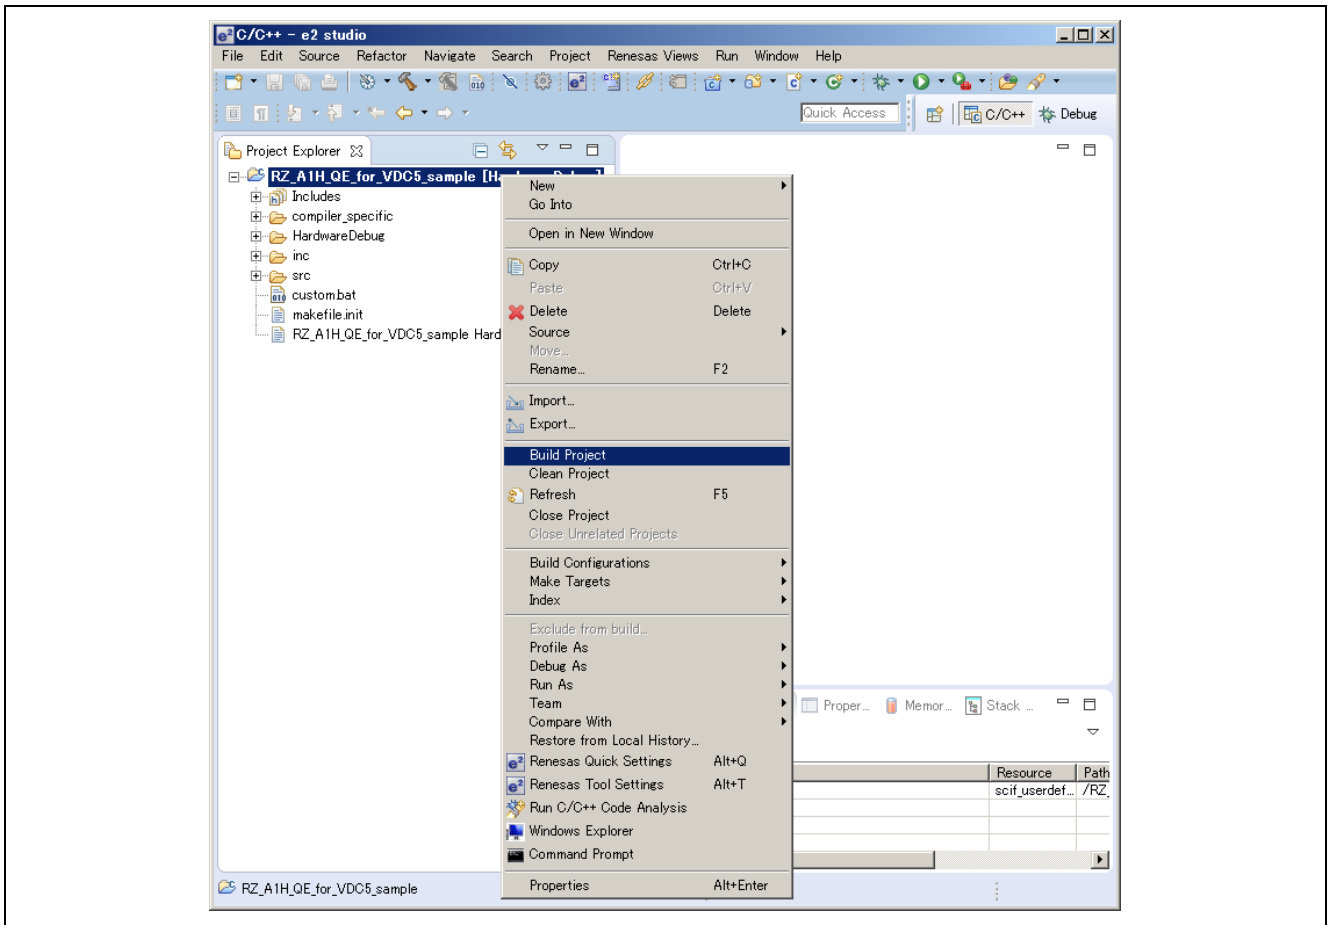 C/C++ - e2 studio
File Edit Source Refactor Navigate Search Project Renesas Views Run Window Help
Quick Access C/C++ Debug
Project Explorer
RZ_A1H_QE_for_VDC5_sample
Includes
compiler_specific
HardwareDebug
inc
src
custom.bat
makefile.init
RZ_A1H_QE_for_VDC5_sample Hard
New
Go Into
Open in New Window
Copy Ctrl+C
Paste Ctrl+V
Delete Delete
Source
Move...
Rename... F2
Import...
Export...
Build Project
Clean Project
Refresh F5
Close Project
Close Unrelated Projects
Build Configurations
Make Targets
Index
Exclude from build...
Profile As
Debug As
Run As
Team
Compare With
Restore from Local History...
Renesas Quick Settings Alt+Q
Renesas Tool Settings Alt+T
Run C/C++ Code Analysis
Windows Explorer
Command Prompt
Properties Alt+Enter
Proper... Memor... Stack ...
Resource Path
scif_userdef... /RZ_
RZ_A1H_QE_for_VDC5_sample